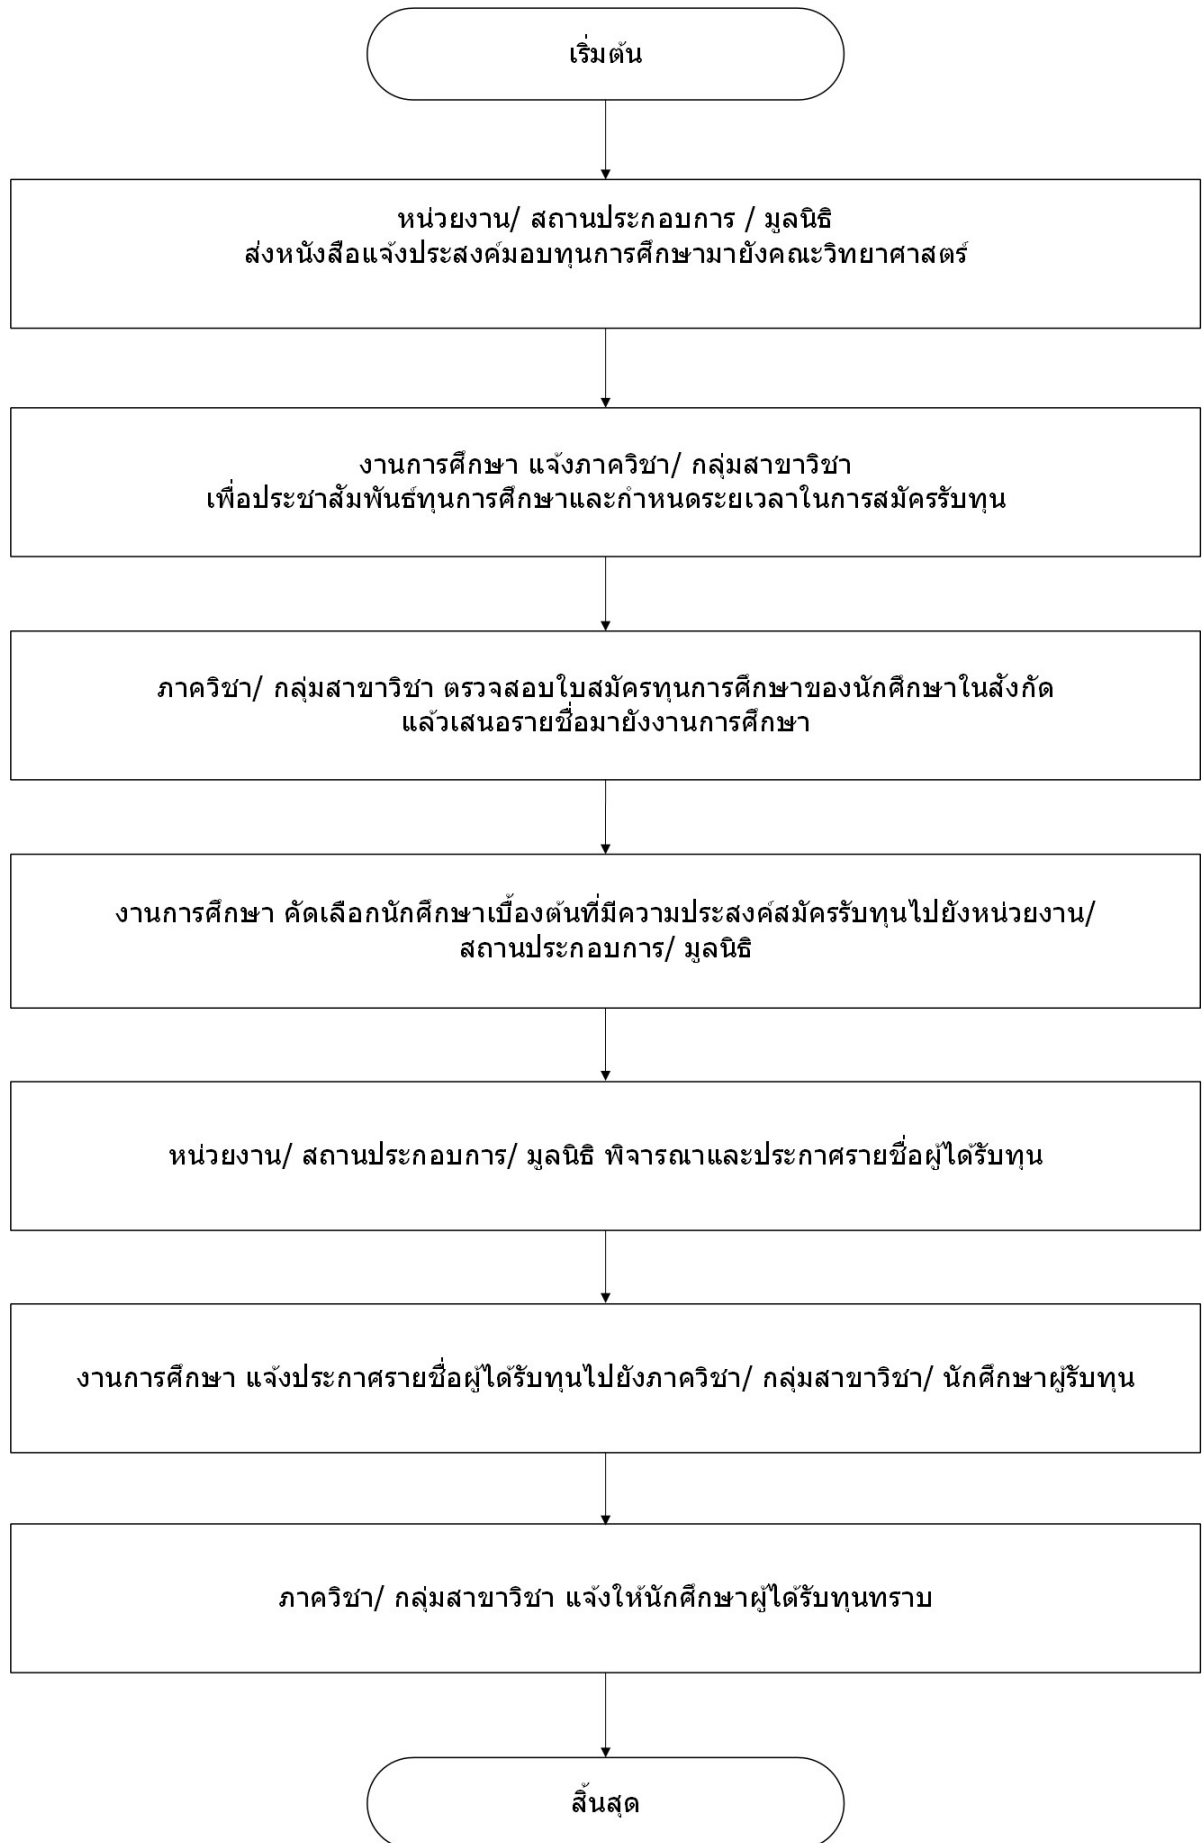 เริ่มต้น
หน่วยงาน/ สถานประกอบการ / มูลนิธิ
ส่งหนังสือแจ้งประสงค์มอบทุนการศึกษามายังคณะวิทยาศาสตร์
งานการศึกษา แจ้งภาควิชา/ กลุ่มสาขาวิชา
เพื่อประชาสัมพันธ์ทุนการศึกษาและกำหนดระยเวลาในการสมัครรับทุน
ภาควิชา/ กลุ่มสาขาวิชา ตรวจสอบใบสมัครทุนการศึกษาของนักศึกษาในสังกัด
แล้วเสนอรายชื่อมายังงานการศึกษา
งานการศึกษา คัดเลือกนักศึกษาเบื้องต้นที่มีความประสงค์สมัครรับทุนไปยังหน่วยงาน/
สถานประกอบการ/ มูลนิธิ
หน่วยงาน/ สถานประกอบการ/ มูลนิธิ พิจารณาและประกาศรายชื่อผู้ได้รับทุน
งานการศึกษา แจ้งประกาศรายชื่อผู้ได้รับทุนไปยังภาควิชา/ กลุ่มสาขาวิชา/ นักศึกษาผู้รับทุน
ภาควิชา/ กลุ่มสาขาวิชา แจ้งให้นักศึกษาผู้ได้รับทุนทราบ
สิ้นสุด